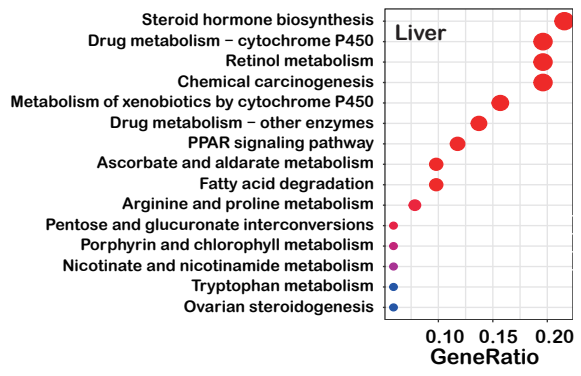 Steroid hormone biosynthesis
Liver
Drug metabolism – cytochrome P450
Retinol metabolism
Chemical carcinogenesis
Metabolism of xenobiotics by cytochrome P450
Drug metabolism – other enzymes
PPAR signaling pathway
Ascorbate and aldarate metabolism
Fatty acid degradation
Arginine and proline metabolism
Pentose and glucuronate interconversions
Porphyrin and chlorophyll metabolism
Nicotinate and nicotinamide metabolism
Tryptophan metabolism
Ovarian steroidogenesis
0.10 0.15 0.20
GeneRatio